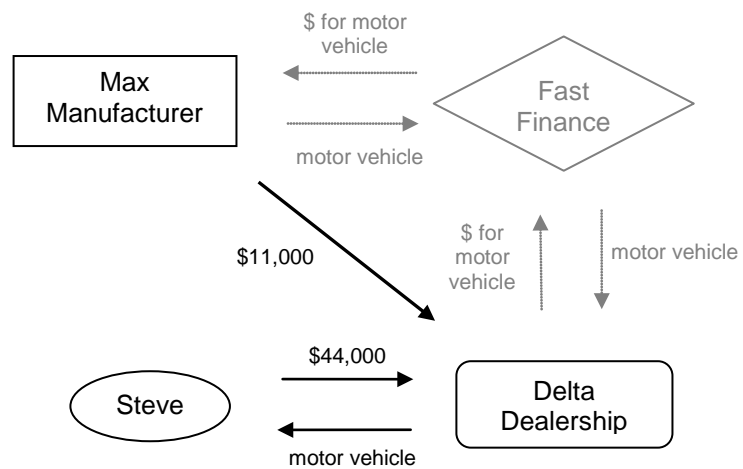 $ for motor
vehicle
Max
Manufacturer
Fast
Finance
motor vehicle
$11,000
$ for
motor
vehicle
motor vehicle
$44,000
Steve
Delta
Dealership
motor vehicle